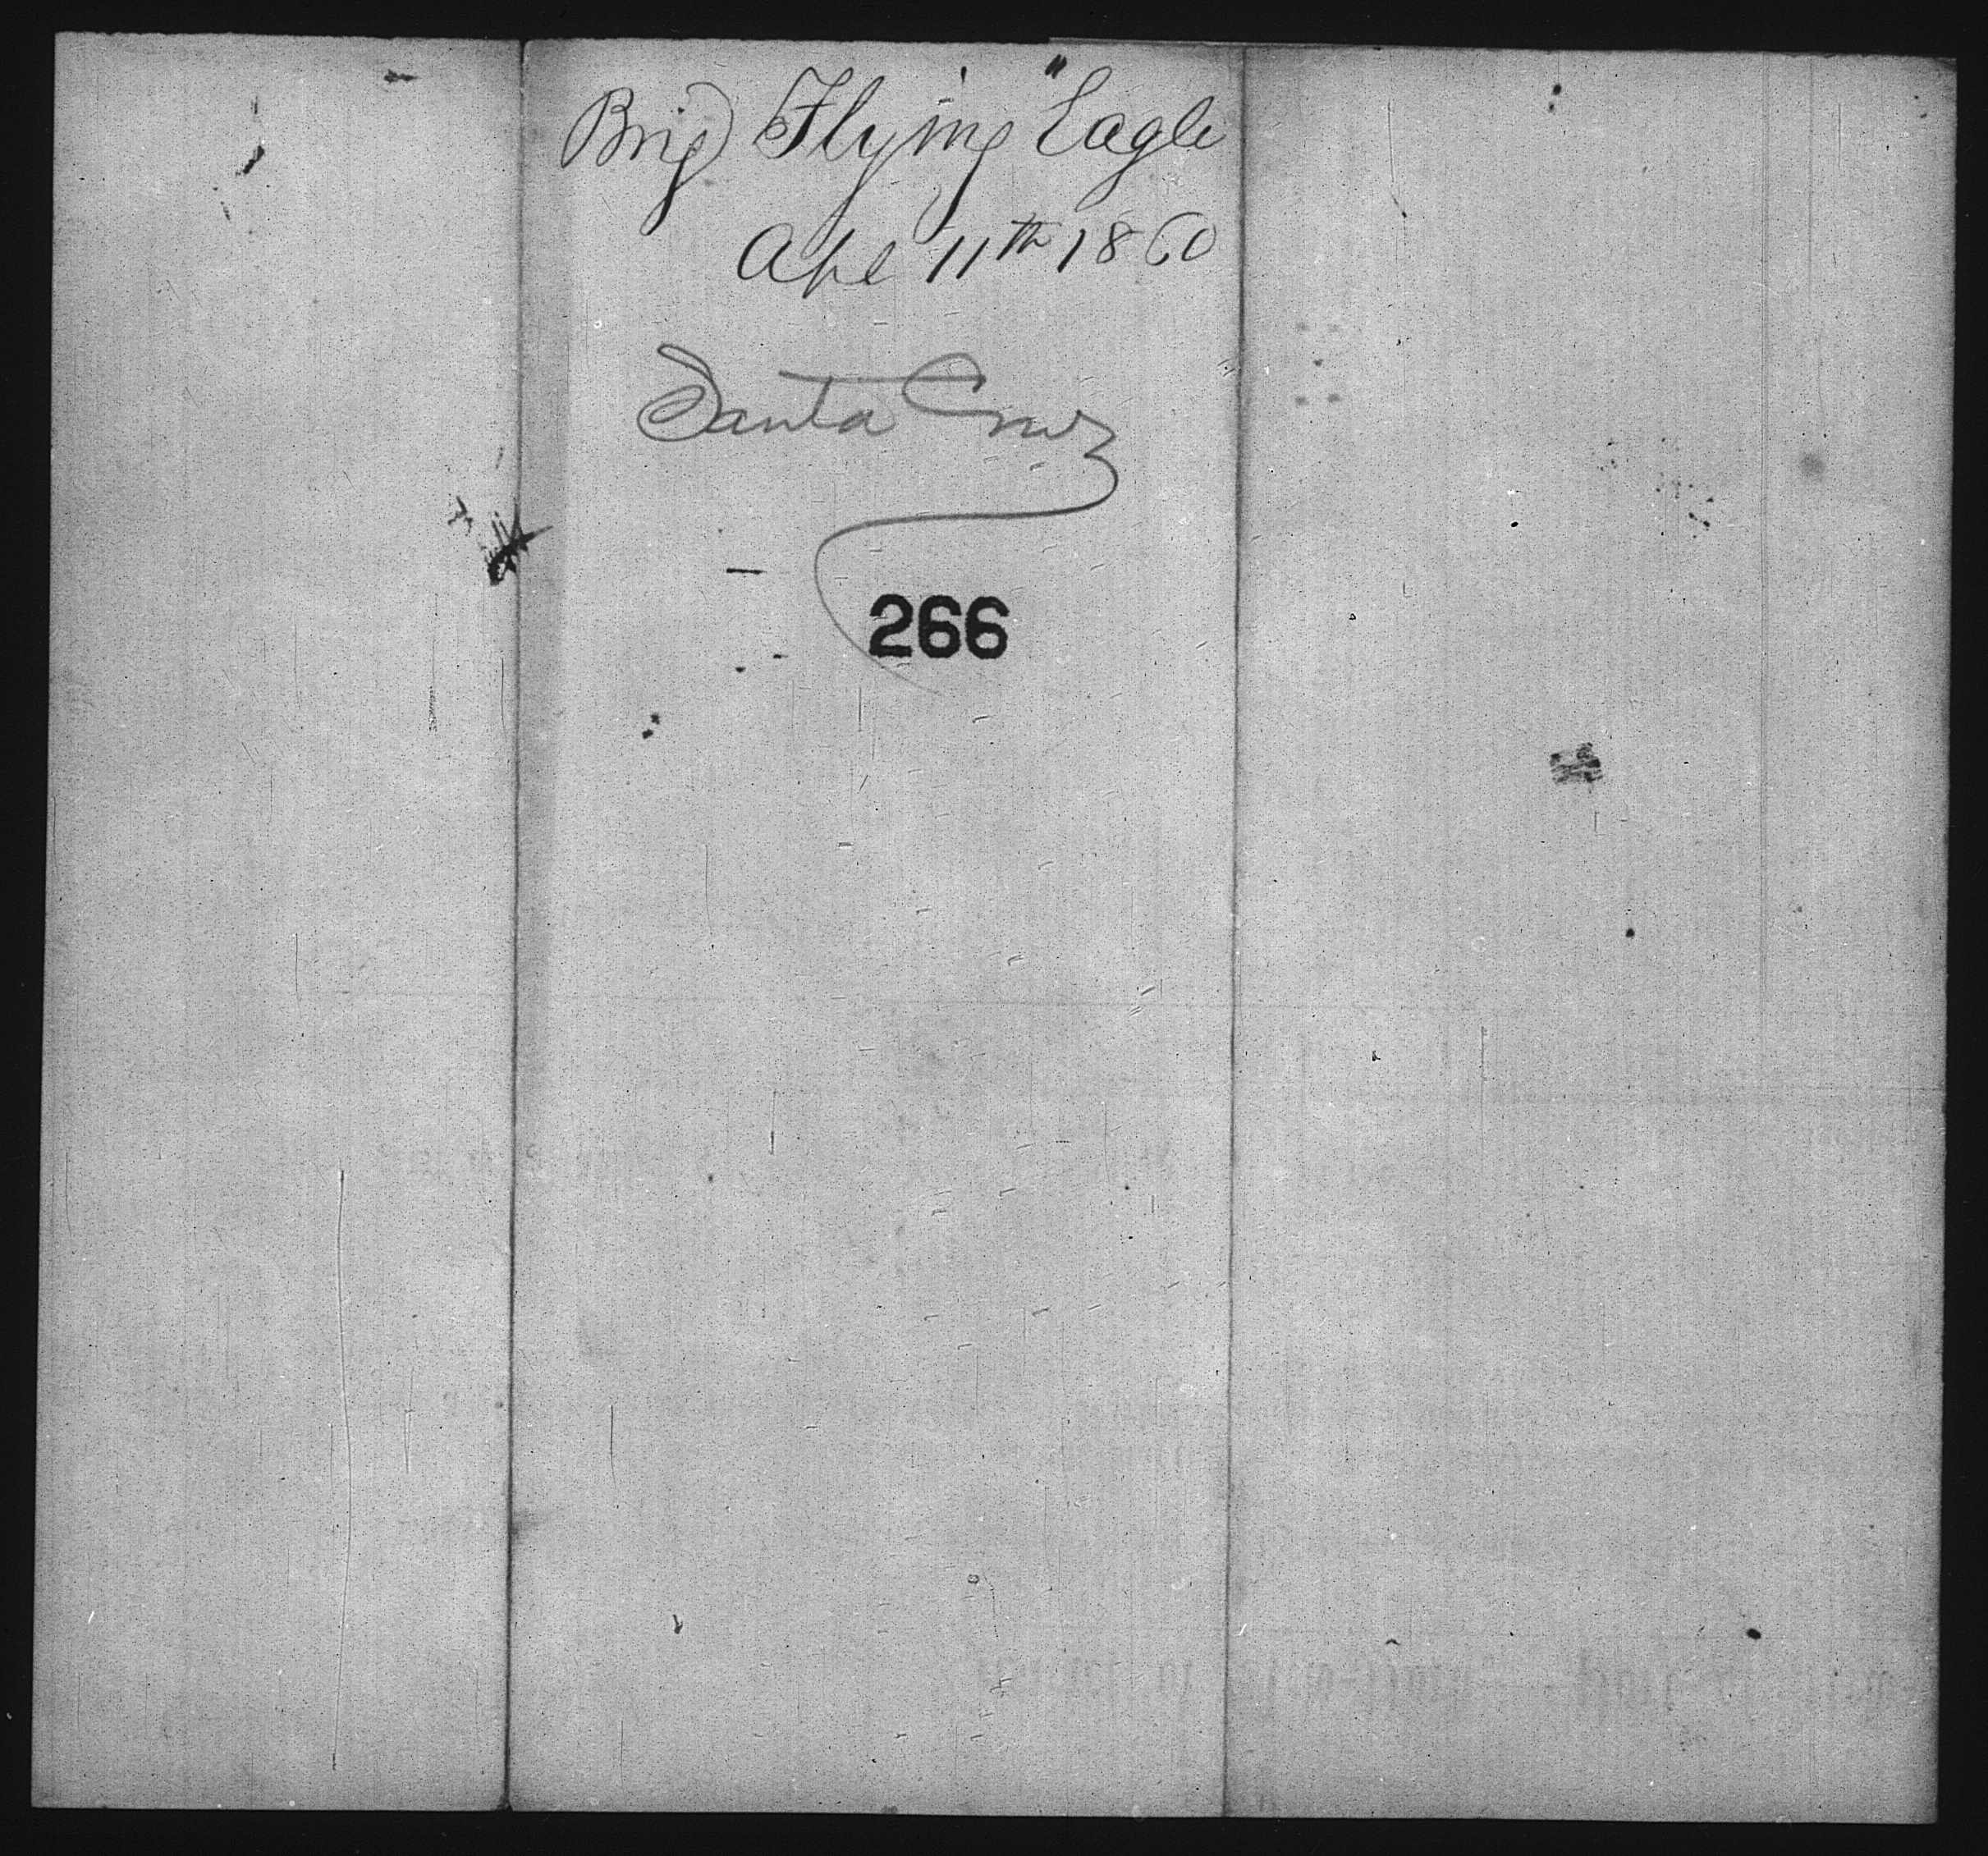 Brig Flying Eagle
Apl 11th 1860
Santa Cruz
266